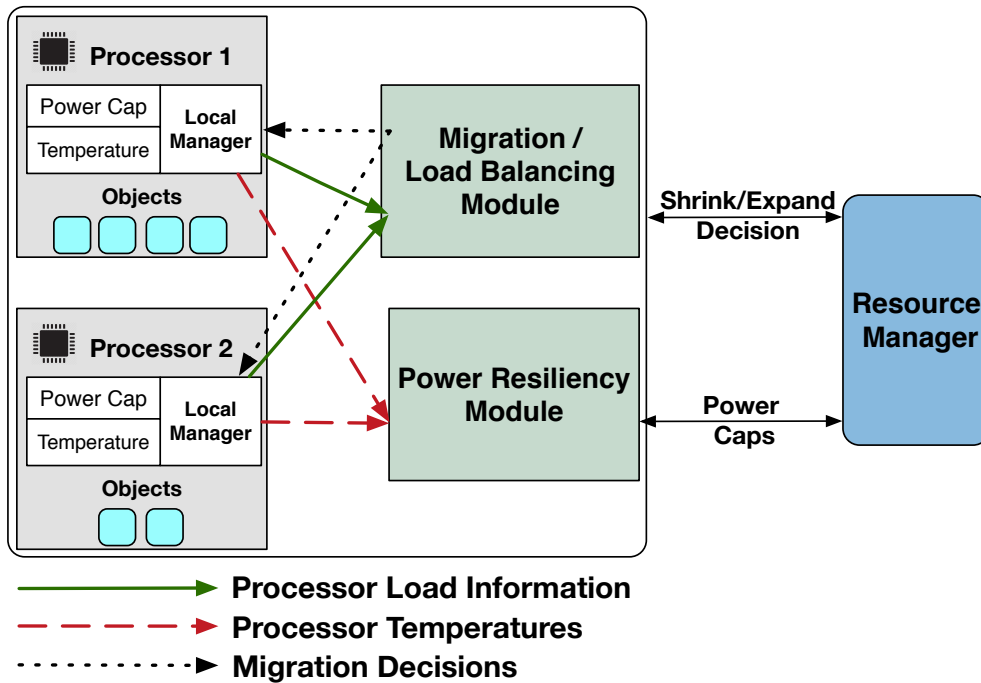 Processor 1
Power Cap
Temperature
Local
Manager
Objects
Migration /
Load Balancing
Module
Shrink/Expand
Decision
Resource
Manager
Processor 2
Power Cap
Temperature
Local
Manager
Objects
Power Resiliency
Module
Power
Caps
Processor Load Information
Processor Temperatures
Migration Decisions